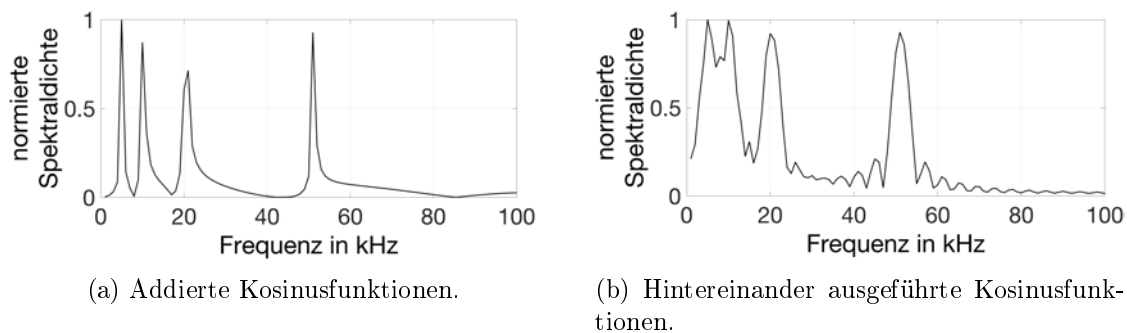 1
0.5
0
normierte
Spektraldichte
0 20 40 60 80 100
Frequenz in kHz
(a) Addierte Kosinusfunktionen.
1
0.5
0
normierte
Spektraldichte
0 20 40 60 80 100
Frequenz in kHz
(b) Hintereinander ausgeführte Kosinusfunk-
tionen.